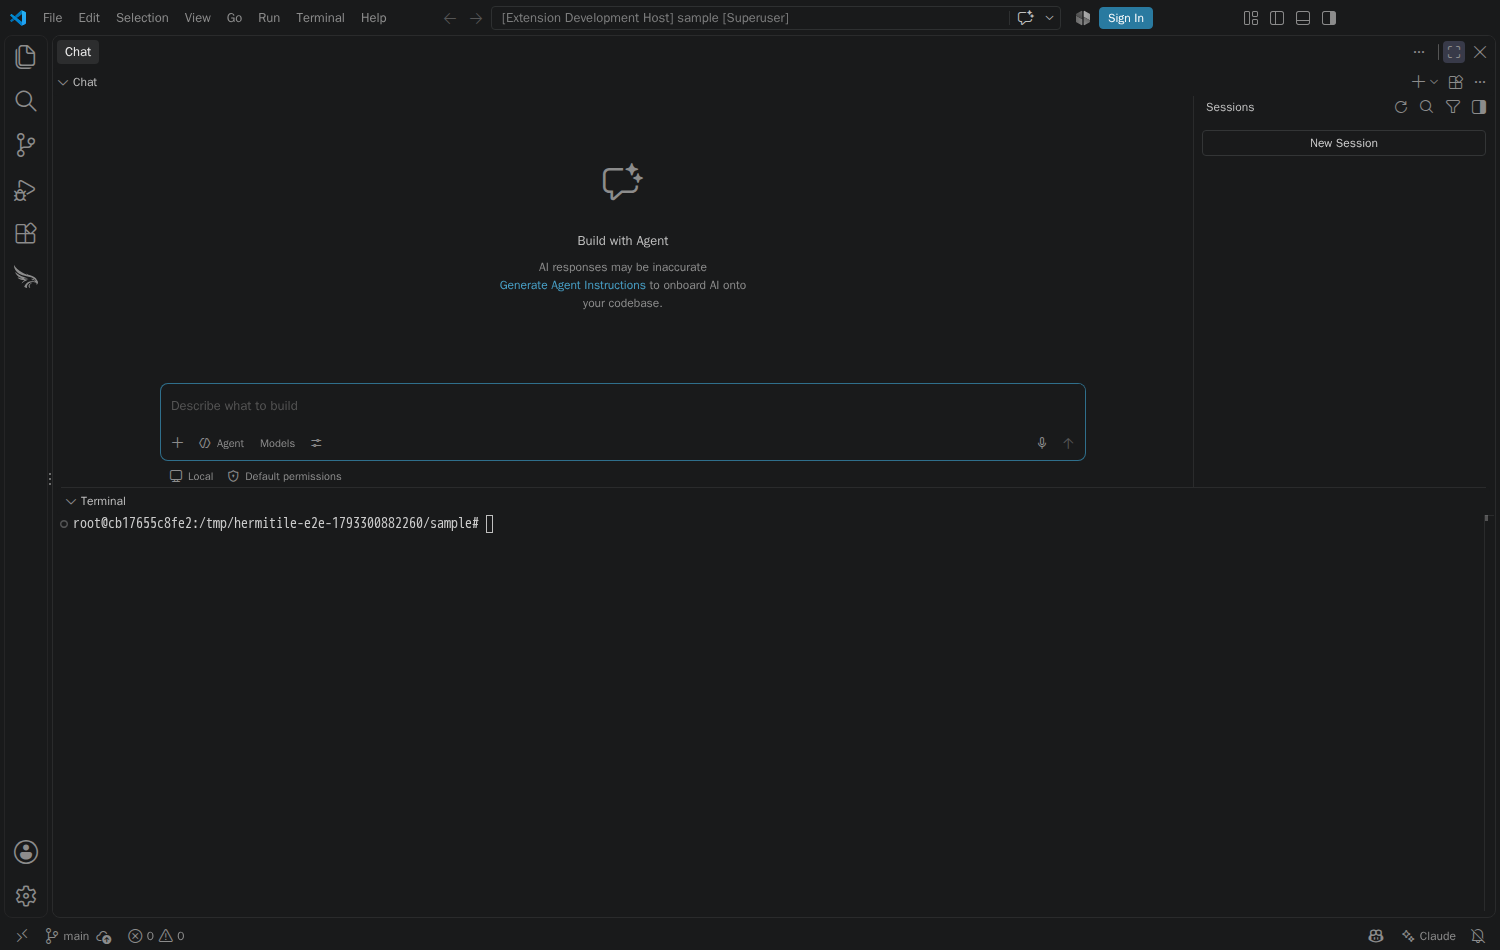 File Edit Selection View Go Run Terminal Help
[Extension Development Host] sample [Superuser]
Sign In
Chat
Chat
Sessions
New Session
Build with Agent
AI responses may be inaccurate
Generate Agent Instructions to onboard AI onto
your codebase.
Describe what to build
Agent Models
Local Default permissions
Terminal
root@cb17655c8fe2:/tmp/hermitile-e2e-1793300882260/sample#
main 0 0
Claude